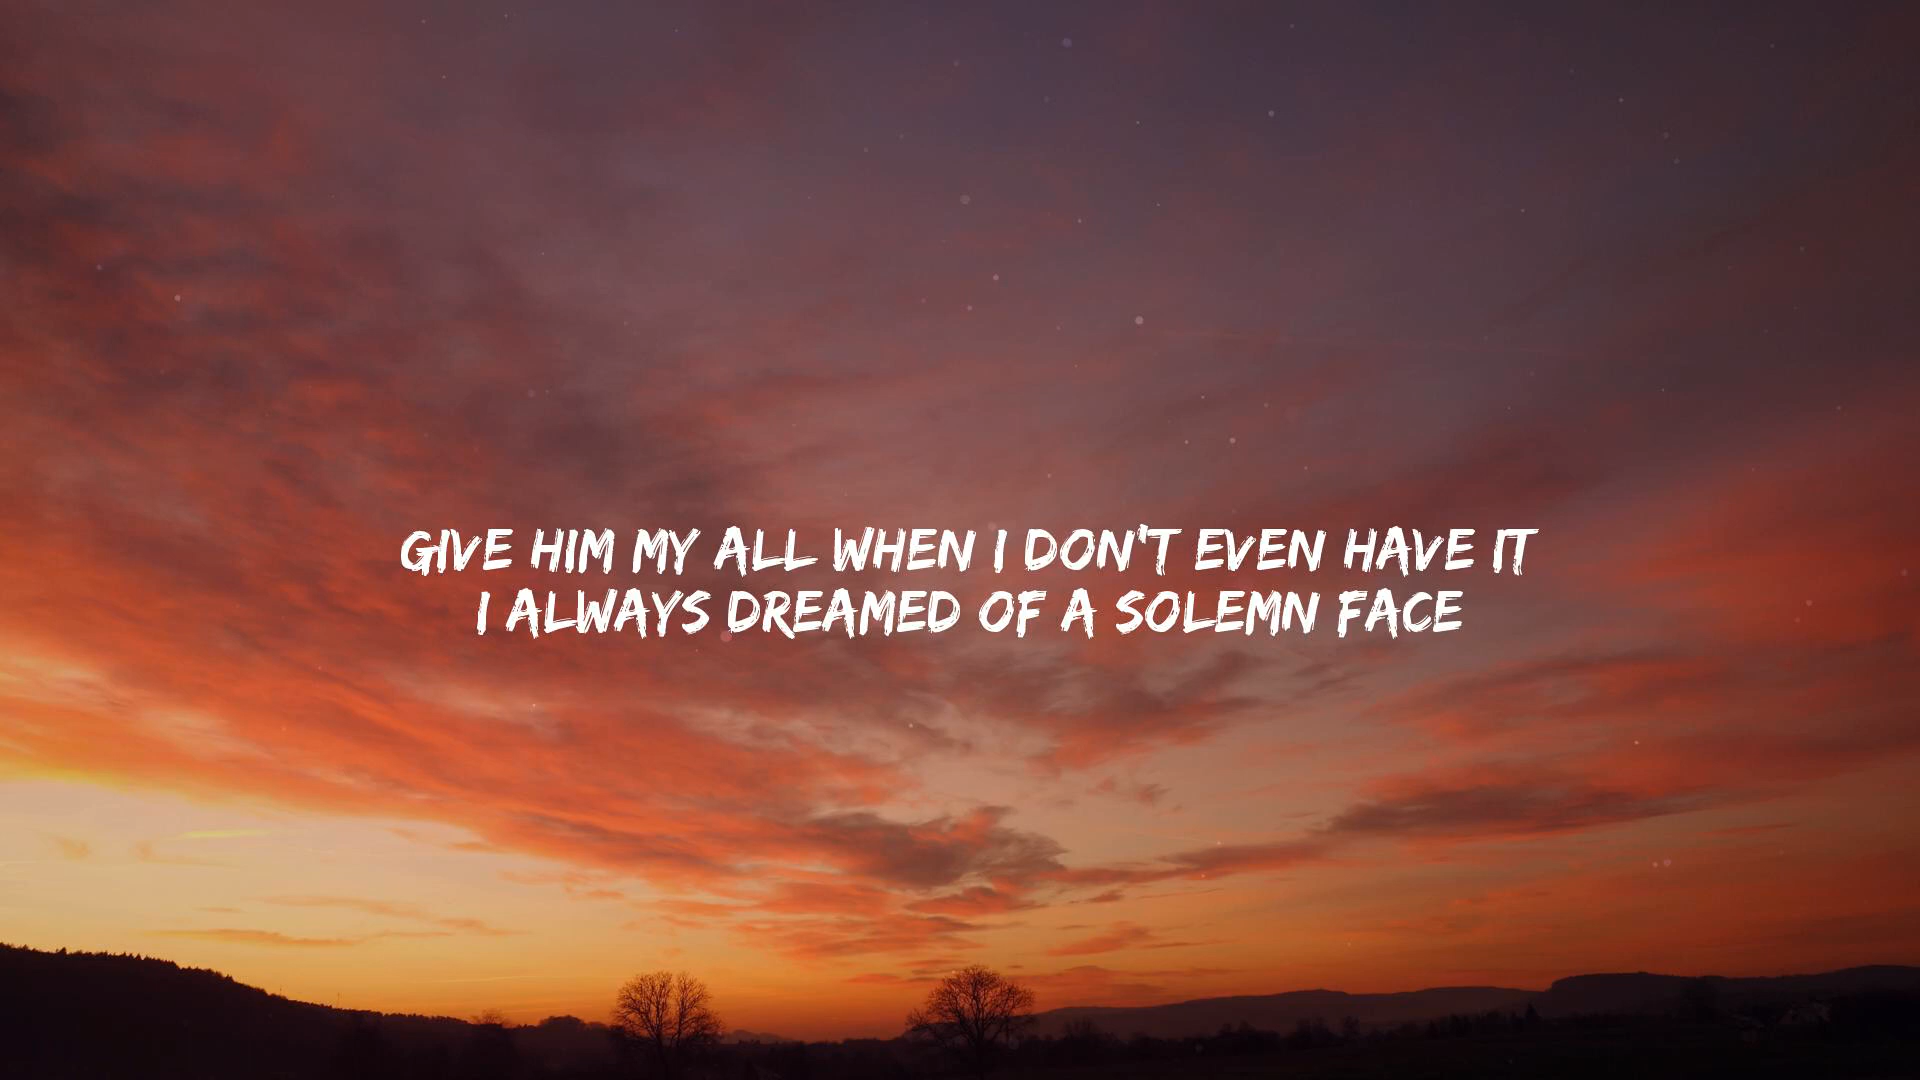 GIVE HIM MY ALL WHEN I DON'T EVEN HAVE IT
I ALWAYS DREAMED OF A SOLEMN FACE